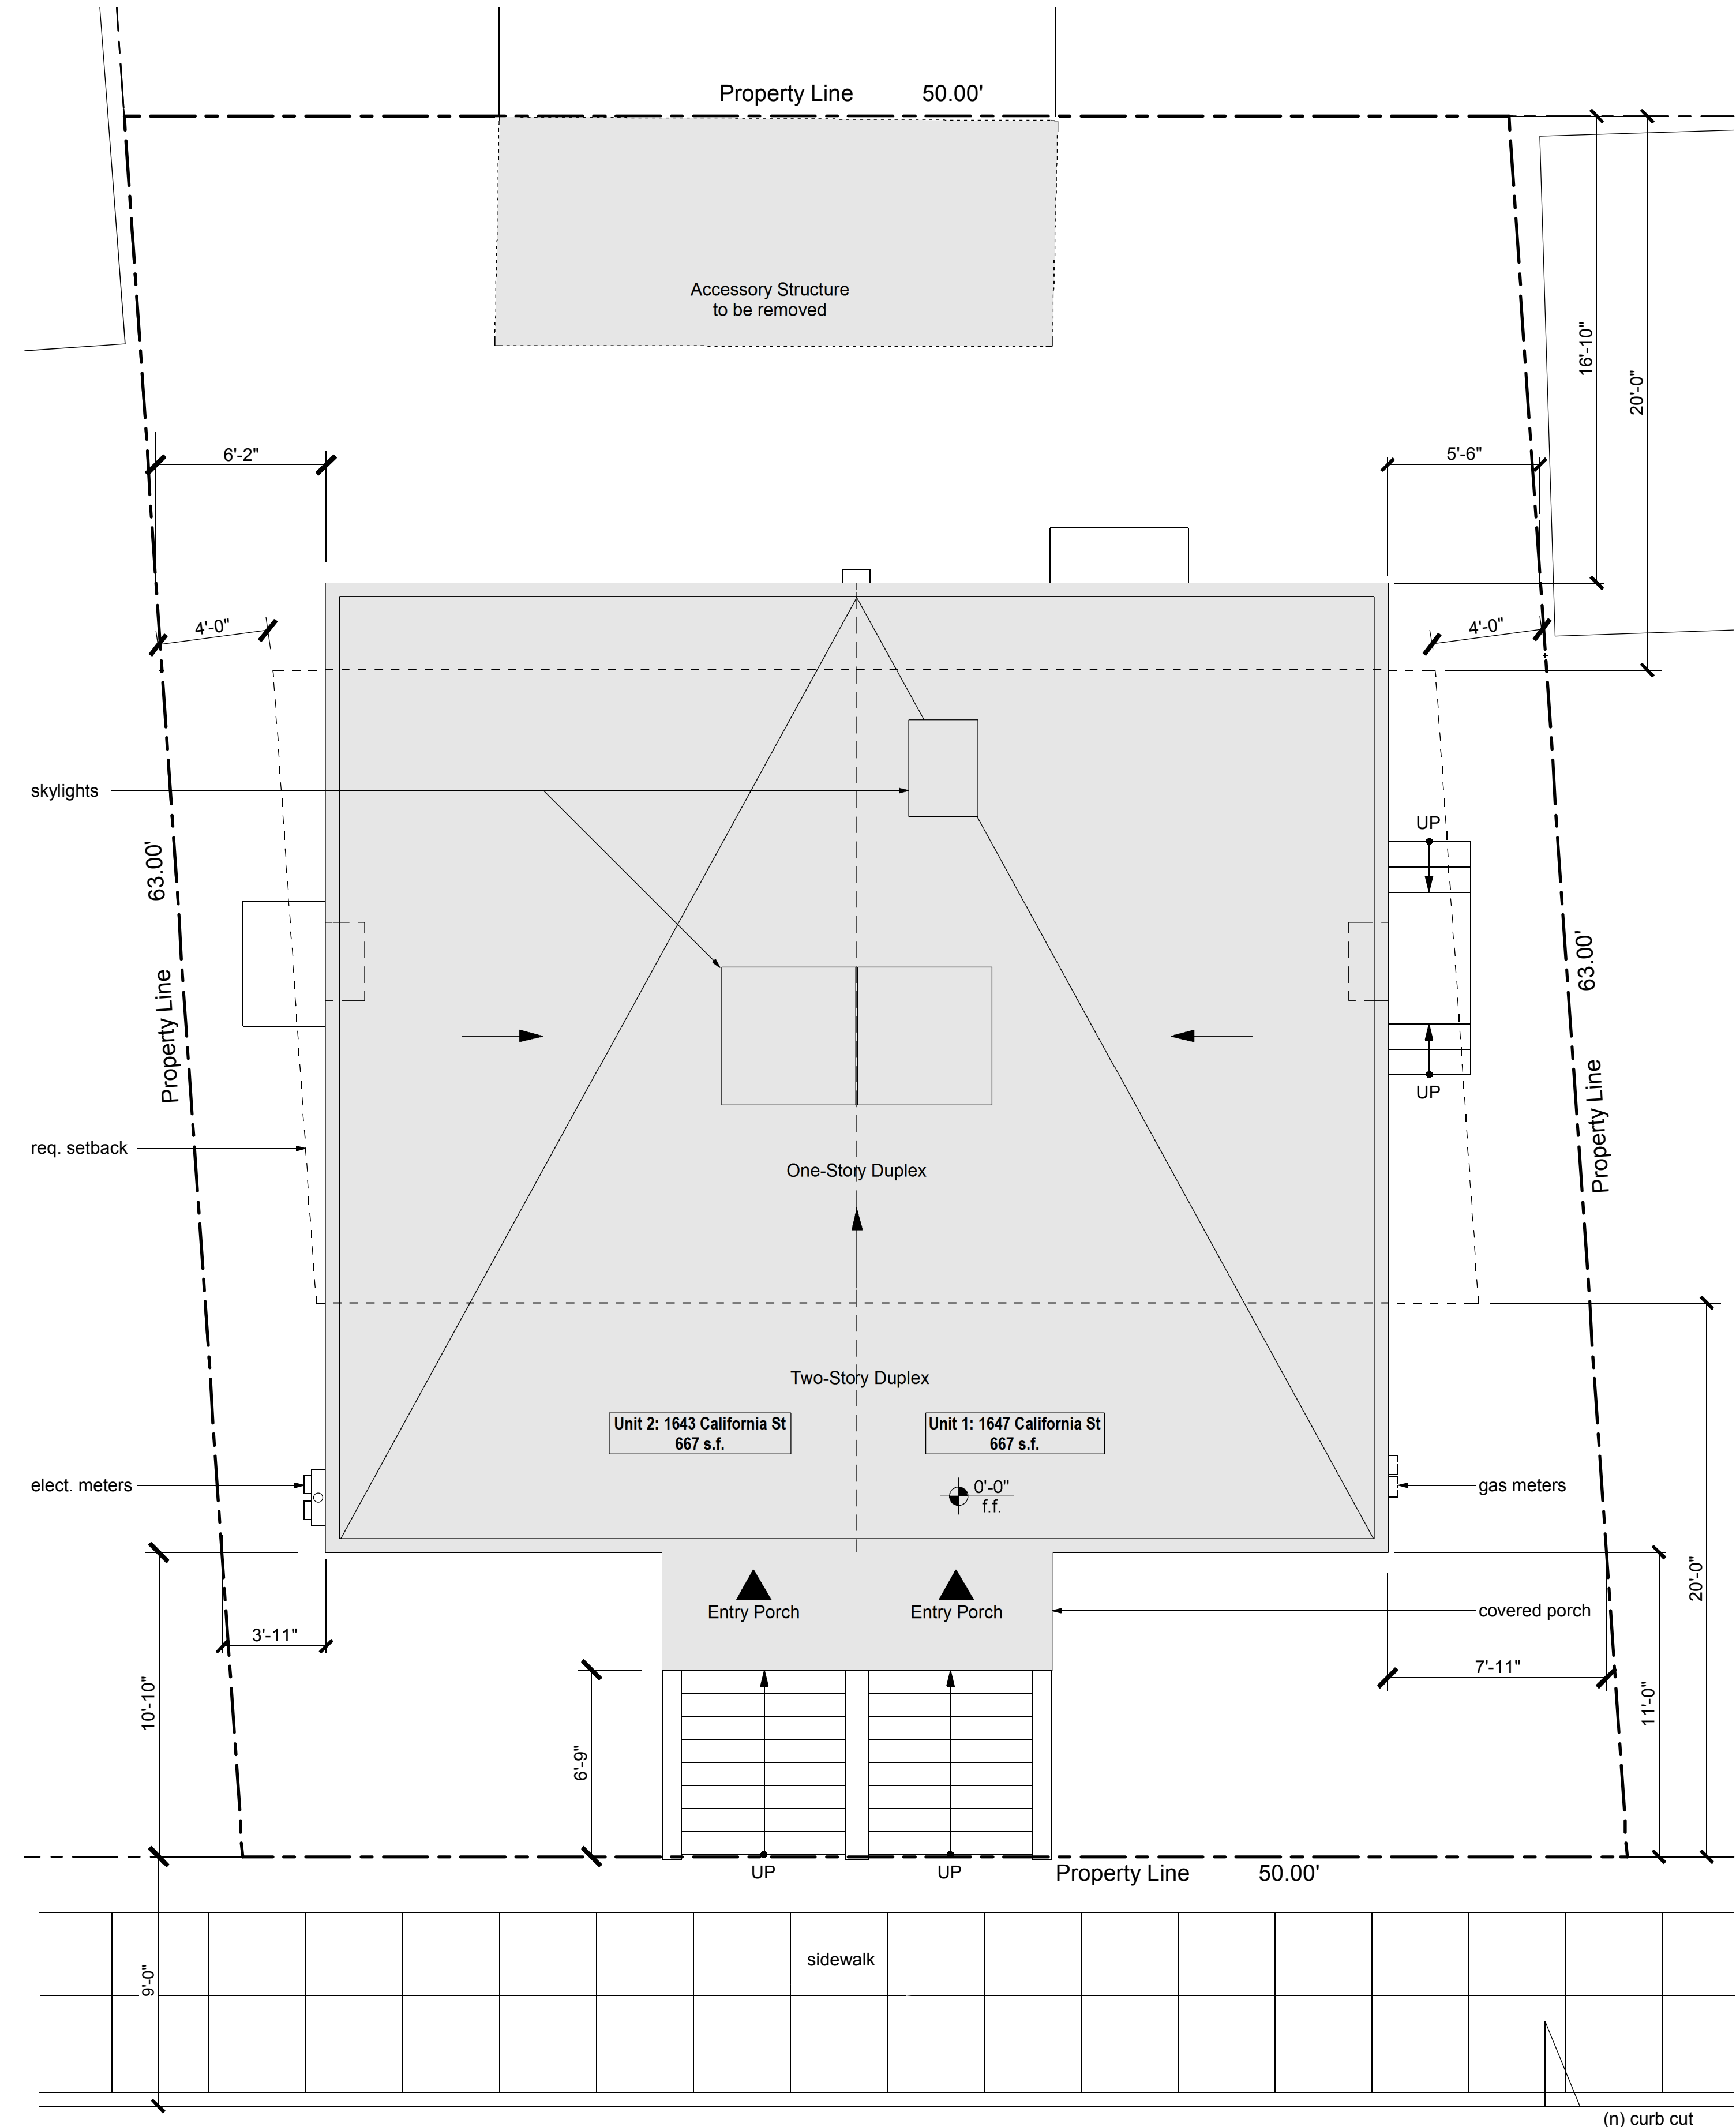 Property Line 50.00'
Accessory Structure
to be removed
16'-10"
20'-0"
6'-2"
5'-6"
4'-0"
4'-0"
skylights
UP
63.00'
Property Line
63.00'
Property Line
UP
req. setback
One-Story Duplex
Two-Story Duplex
Unit 2: 1643 California St
667 s.f.
Unit 1: 1647 California St
667 s.f.
elect. meters
0'-0"
f.f.
gas meters
20'-0"
Entry Porch
Entry Porch
covered porch
3'-11"
7'-11"
10'-10"
11'-0"
6'-9"
UP
UP
Property Line 50.00'
sidewalk
9'-0"
(n) curb cut